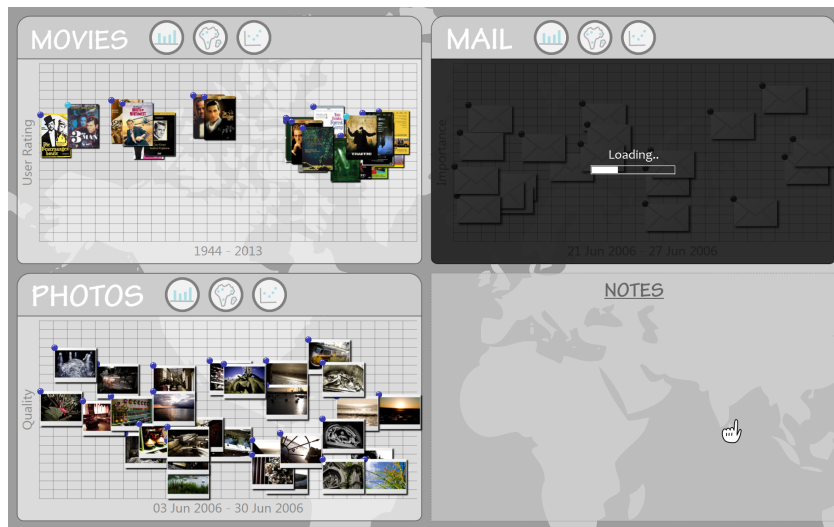 MOVIES
User Rating
1944 - 2013
MAIL
Importance
Loading..
21 Jun 2006 - 27 Jun 2006
PHOTOS
Quality
03 Jun 2006 - 30 Jun 2006
NOTES